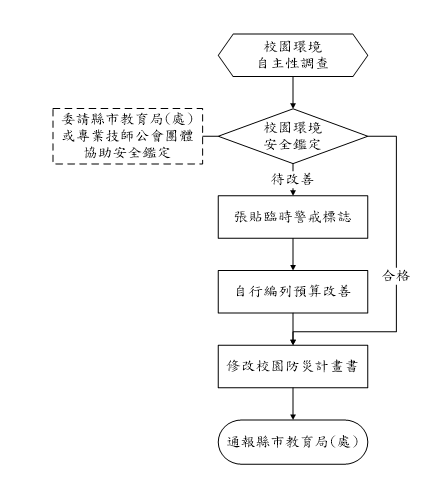 校園環境
自主性調查
委請縣市教育局(處)
或專業技師公會團體
協助安全鑑定
校園環境
安全鑑定
待改善
張貼臨時警戒標誌
合格
自行編列預算改善
修改校園防災計畫書
通報縣市教育局(處)